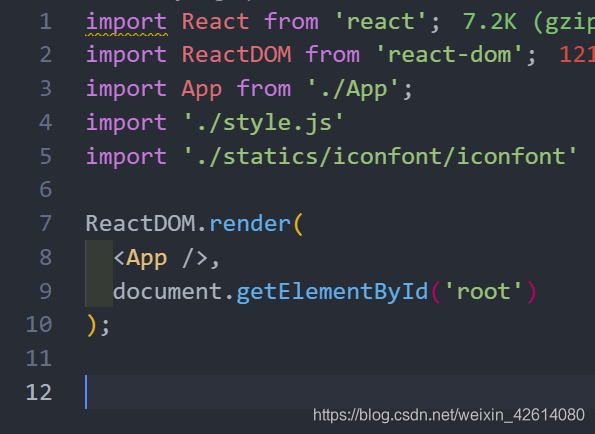 1 import React from 'react'; 7.2K (gzip
2 import ReactDOM from 'react-dom'; 121
3 import App from './App';
4 import './style.js'
5 import './statics/iconfont/iconfont'
6
7 ReactDOM.render(
8 <App />,
9 document.getElementById('root')
10 );
11
12
https://blog.csdn.net/weixin_42614080